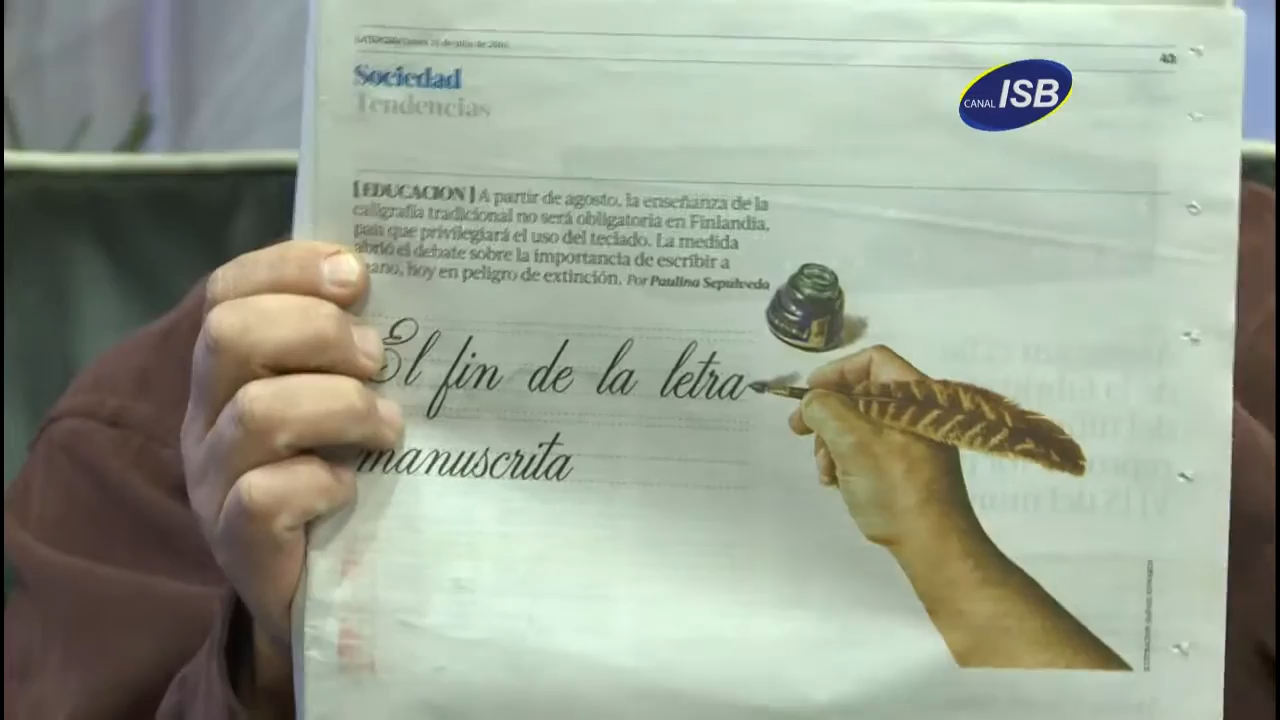 Sociedad
Tendencias
CANAL ISB
[EDUCACION] A partir de agosto, la enseñanza de la
caligrafía tradicional no será obligatoria en Finlandia,
país que privilegiará el uso del teclado. La medida
abrió el debate sobre la importancia de escribir a
mano, hoy en peligro de extinción. Por Paulina Sepúlveda
El fin de la letra
manuscrita